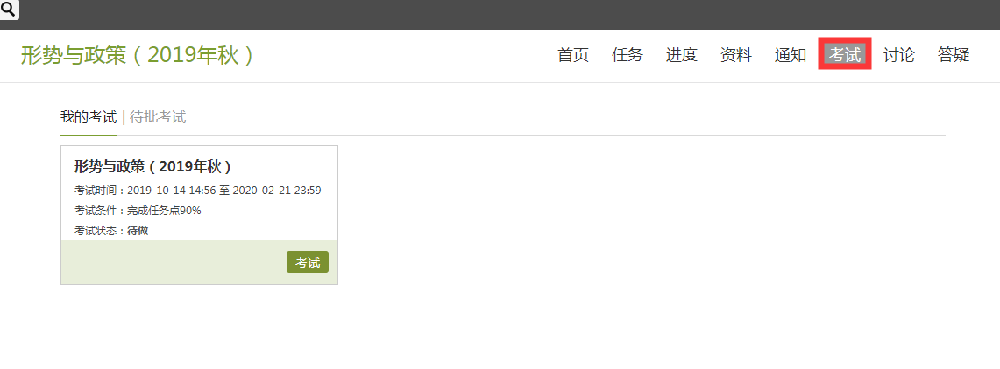 形势与政策（2019年秋）
首页 任务 进度 资料 通知 考试 讨论 答疑
我的考试 | 待批考试
形势与政策（2019年秋）
考试时间：2019-10-14 14:56 至 2020-02-21 23:59
考试条件：完成任务点90%
考试状态：待做
考试